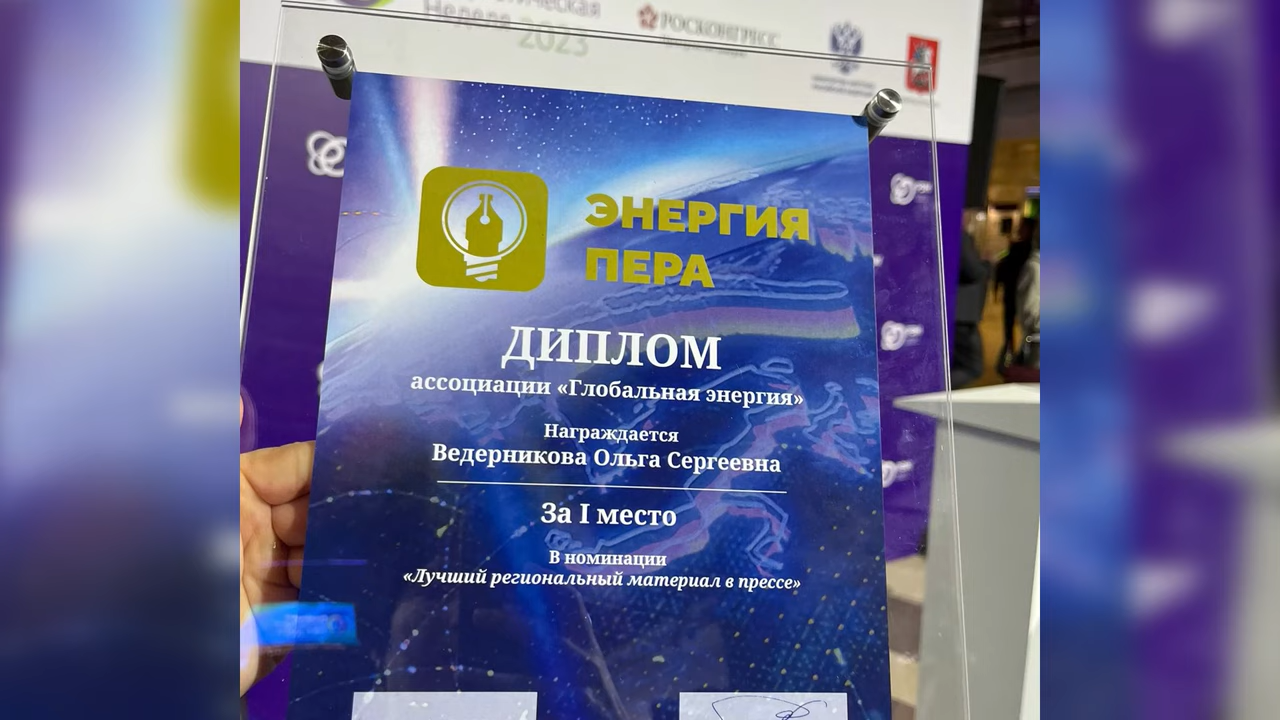 Неделя 2023
РОСКОНГРЕСС
ЭНЕРГИЯ
ПЕРА
ДИПЛОМ
ассоциации «Глобальная энергия»
Награждается
Ведерникова Ольга Сергеевна
За I место
В номинации
«Лучший региональный материал в прессе»